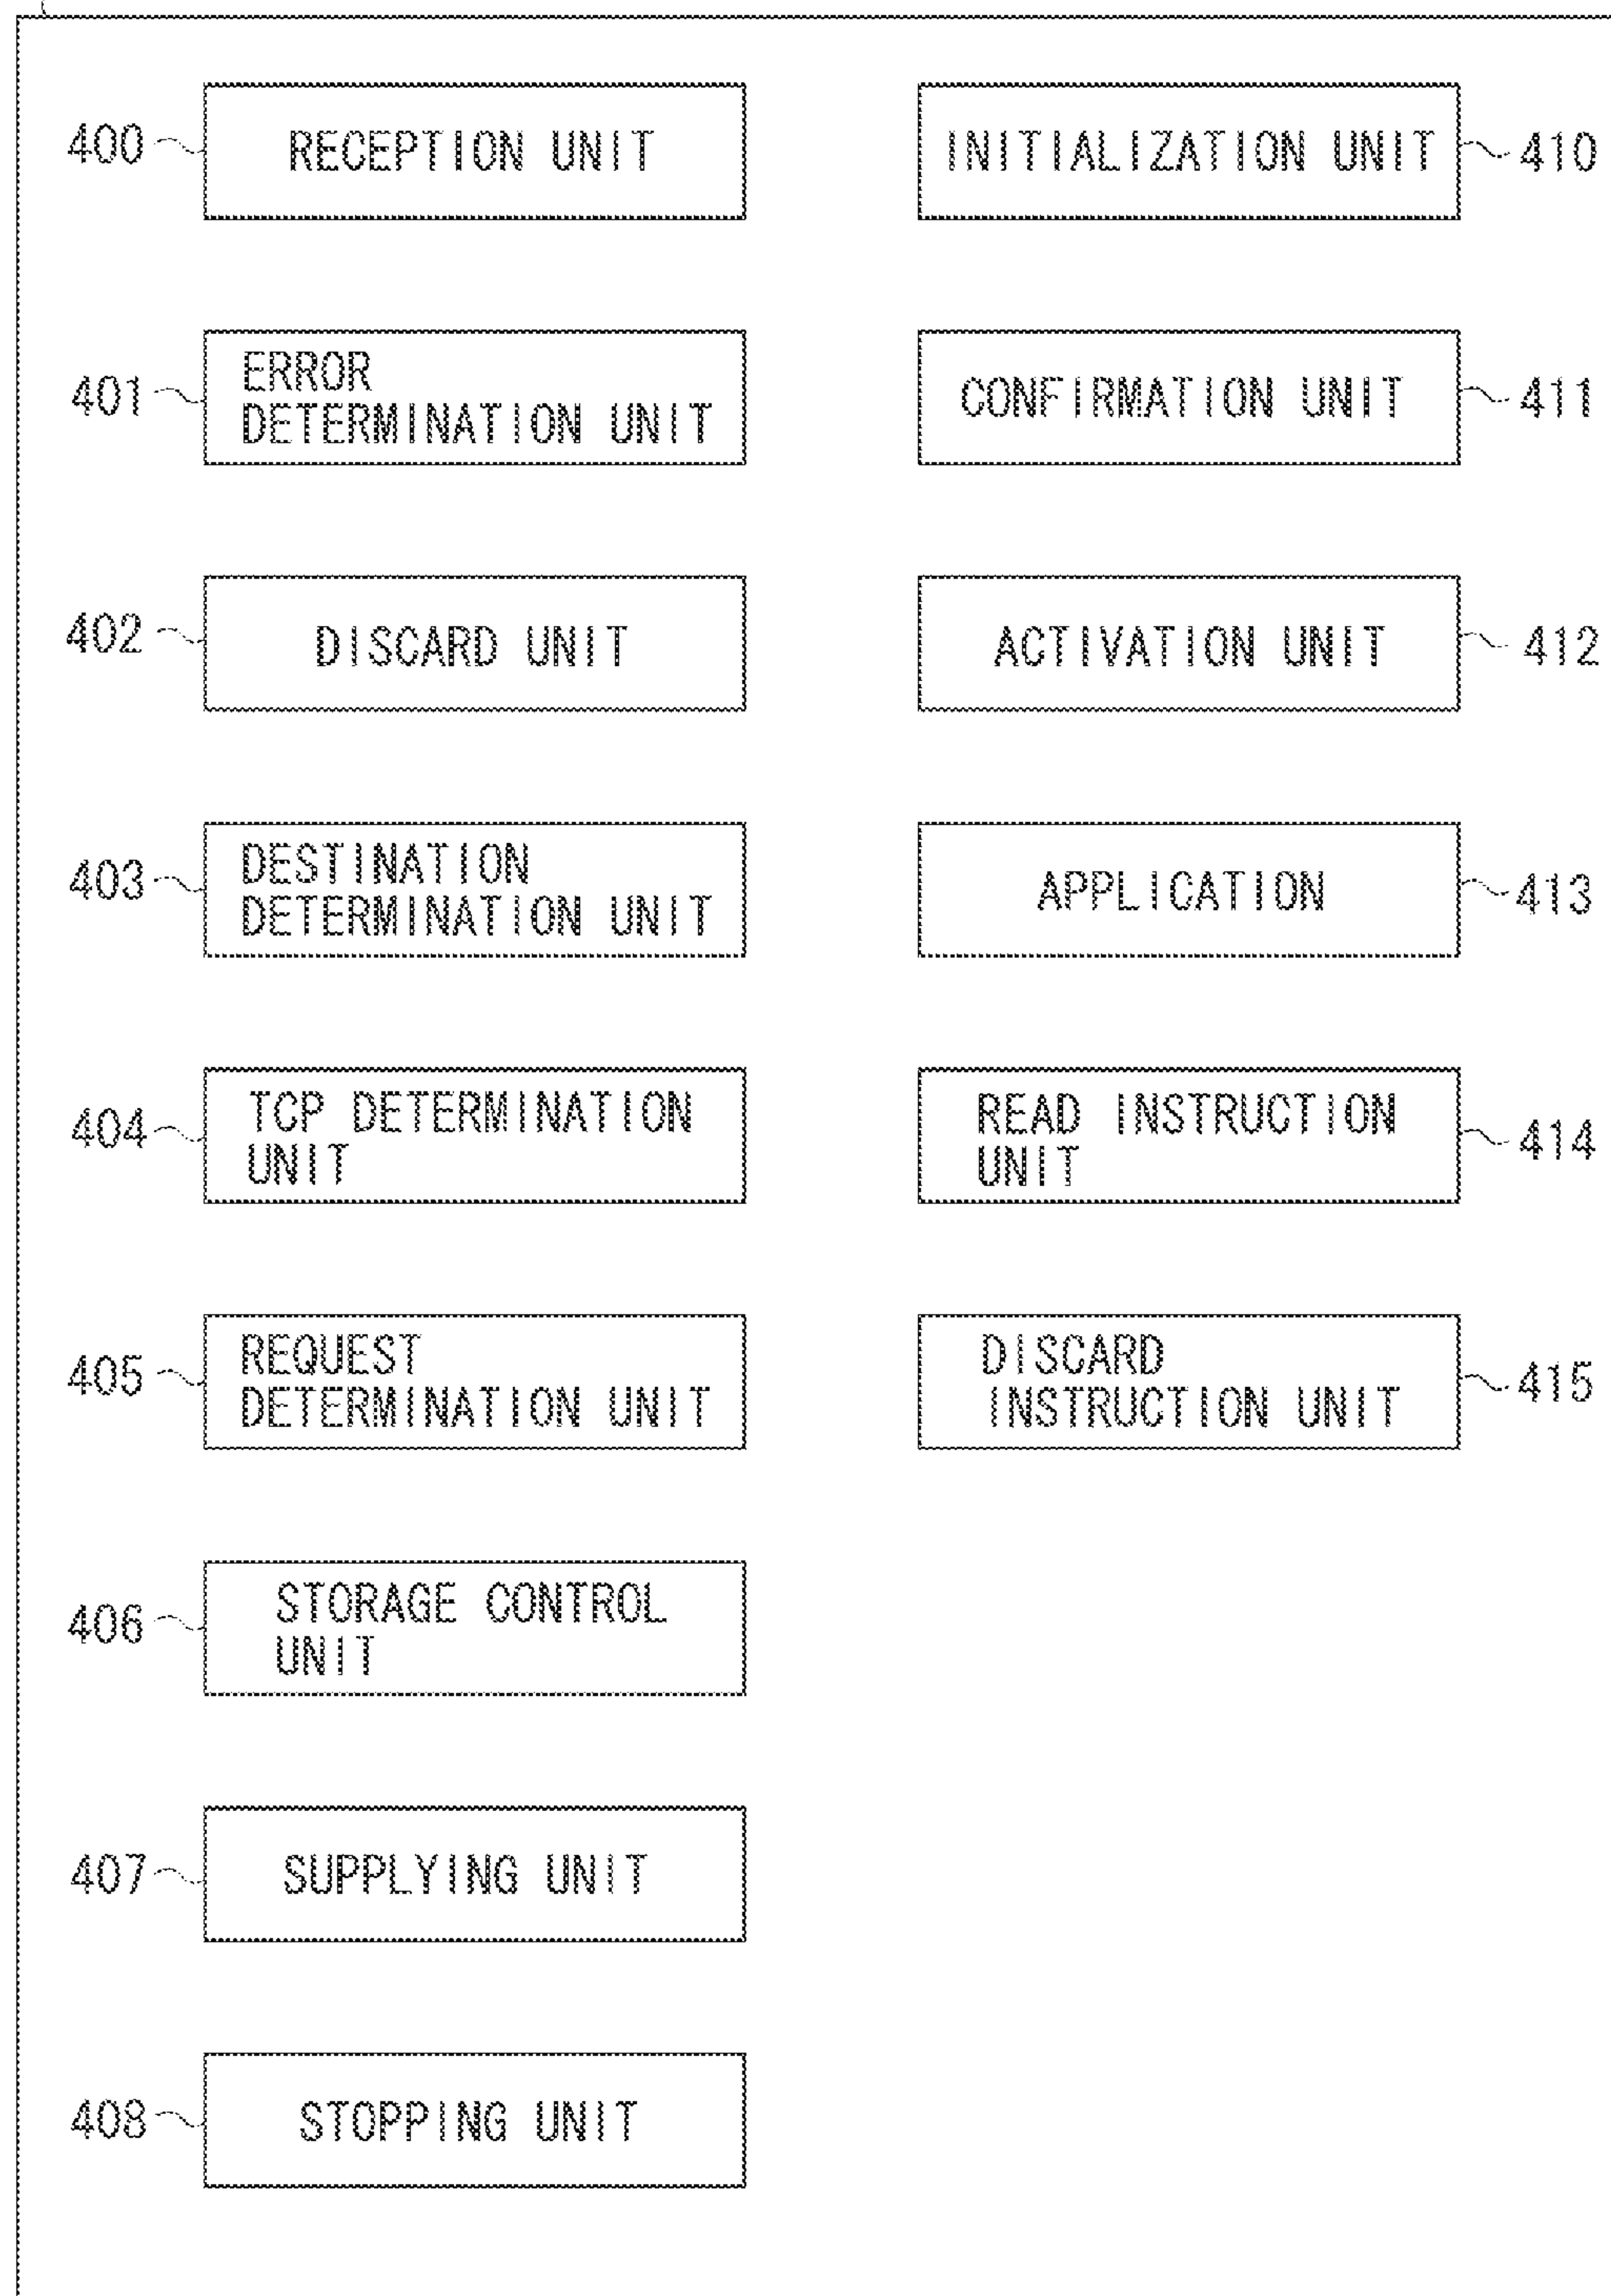 400 RECEPTION UNIT
INITIALIZATION UNIT 410
401 ERROR
DETERMINATION UNIT
CONFIRMATION UNIT 411
402 DISCARD UNIT
ACTIVATION UNIT 412
403 DESTINATION
DETERMINATION UNIT
APPLICATION 413
404 TCP DETERMINATION
UNIT
READ INSTRUCTION
UNIT 414
405 REQUEST
DETERMINATION UNIT
DISCARD
INSTRUCTION UNIT 415
406 STORAGE CONTROL
UNIT
407 SUPPLYING UNIT
408 STOPPING UNIT